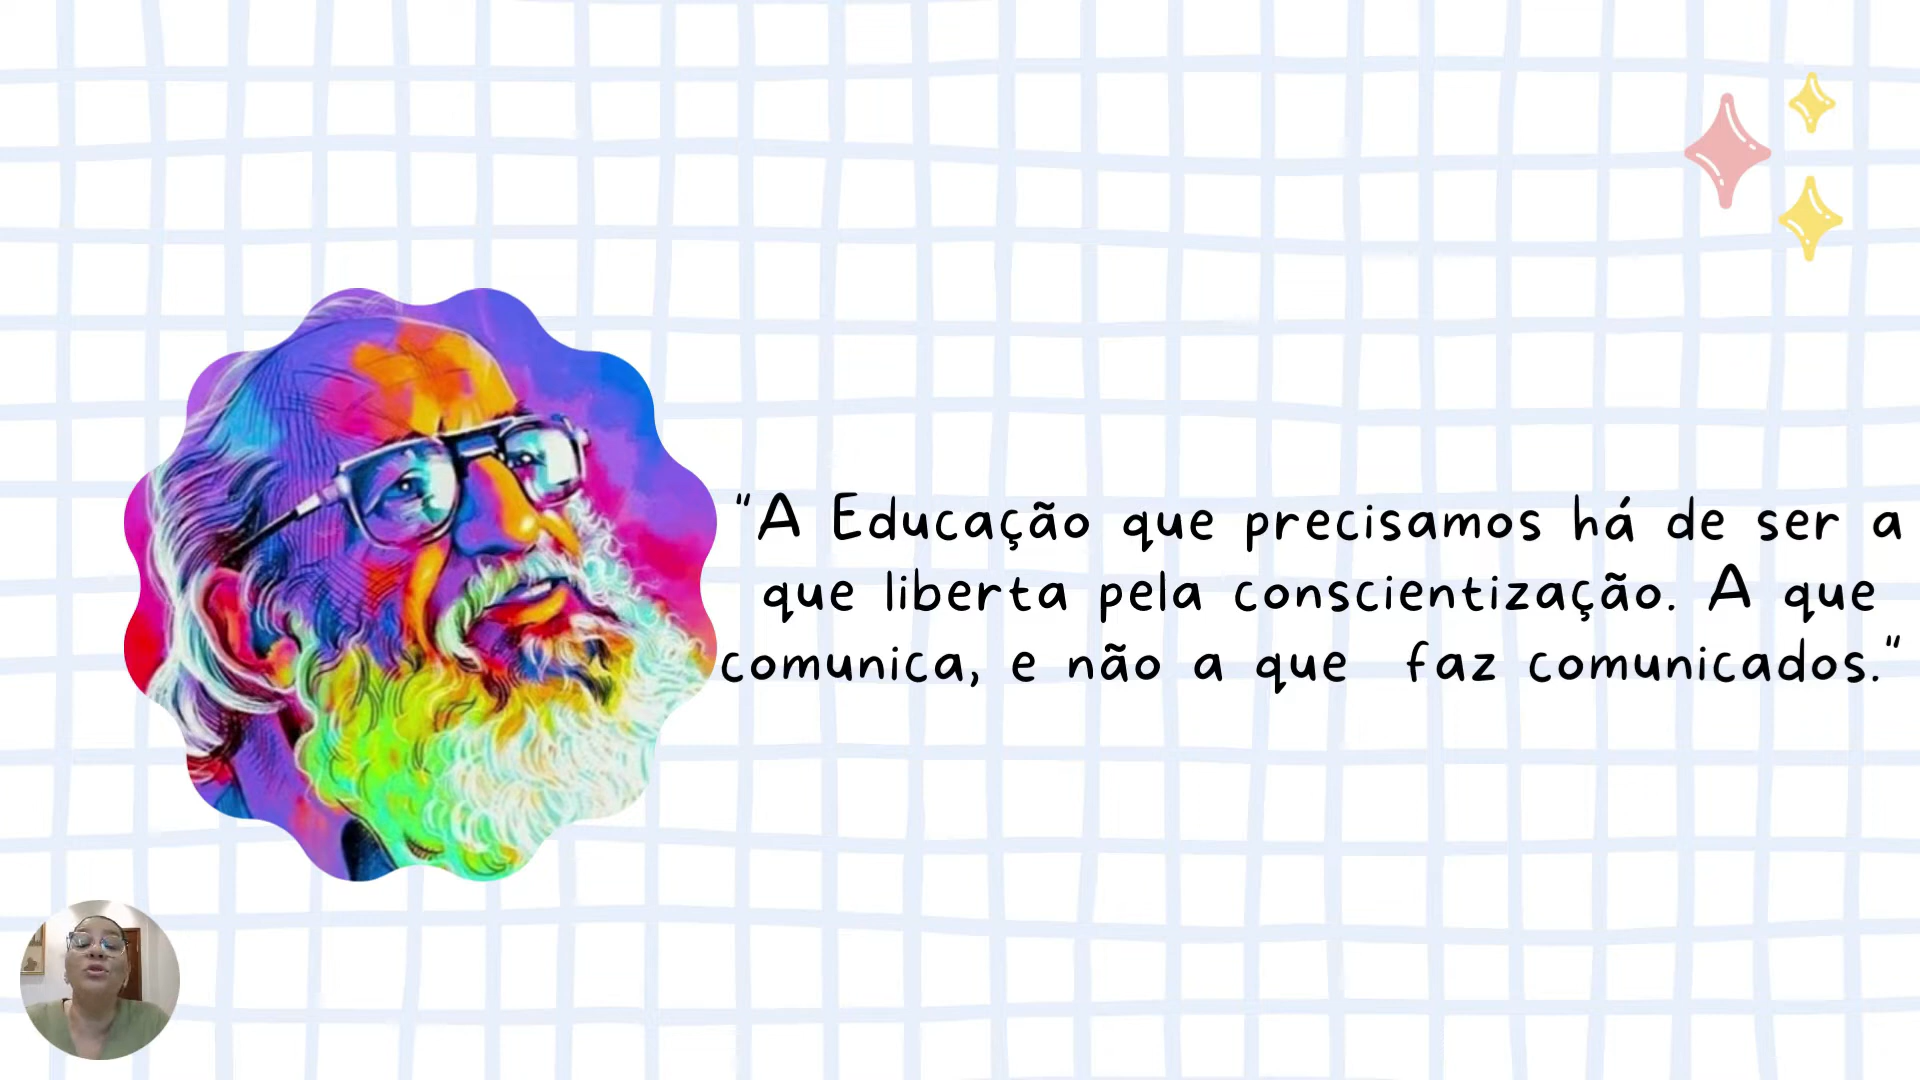 "A Educação que precisamos há de ser a
que liberta pela conscientização. A que
comunica, e não a que  faz comunicados."